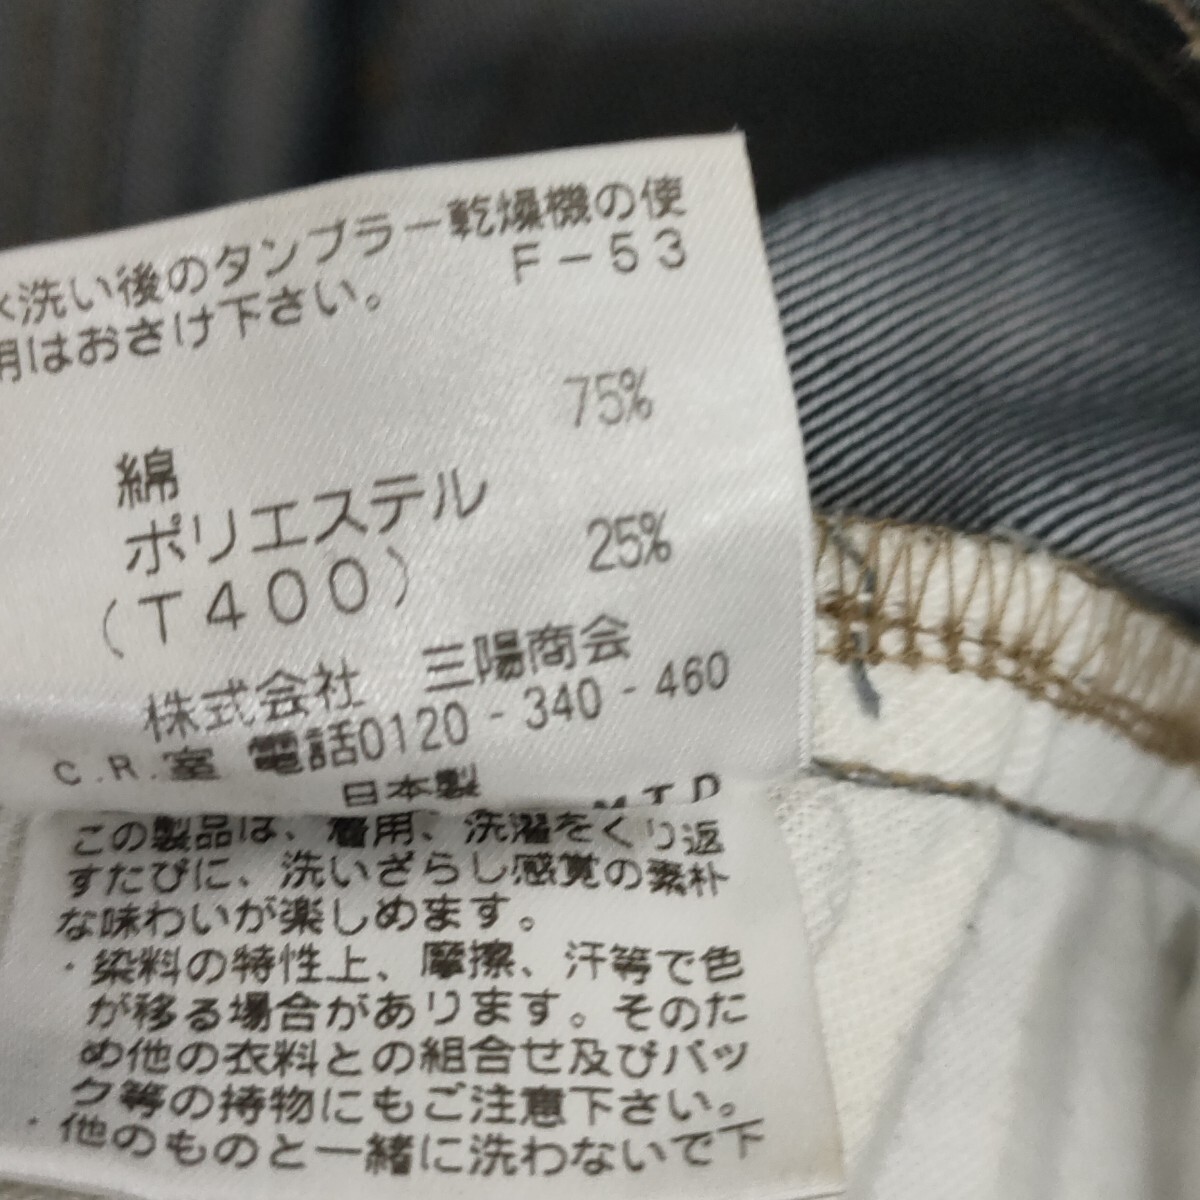 水洗い後のタンブラー乾燥機の使
用はおさけ下さい。 F-53
75%
綿
ポリエステル
(T400) 25%
株式会社 三陽商会
C.R.室 電話0120-340-460
日本製
この製品は、着用、洗濯をくり返
すたびに、洗いざらし感覚の素朴
な味わいが楽しめます。
・染料の特性上、摩擦、汗等で色
が移る場合があります。そのた
め他の衣料との組合せ及びバッ
ク等の持物にもご注意下さい。
・他のものと一緒に洗わないで下